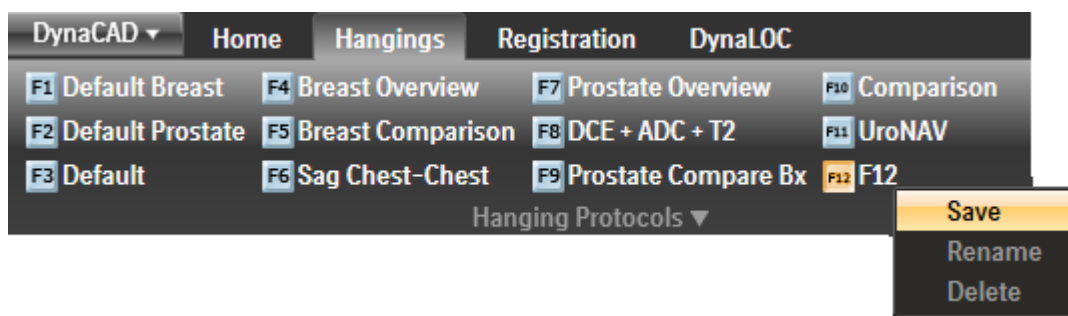 DynaCAD ▾ Home Hangings Registration DynaLOC
F1 Default Breast F4 Breast Overview F7 Prostate Overview F10 Comparison
F2 Default Prostate F5 Breast Comparison F8 DCE + ADC + T2 F11 UroNAV
F3 Default F6 Sag Chest-Chest F9 Prostate Compare Bx F12 F12
Hanging Protocols ▼
Save
Rename
Delete